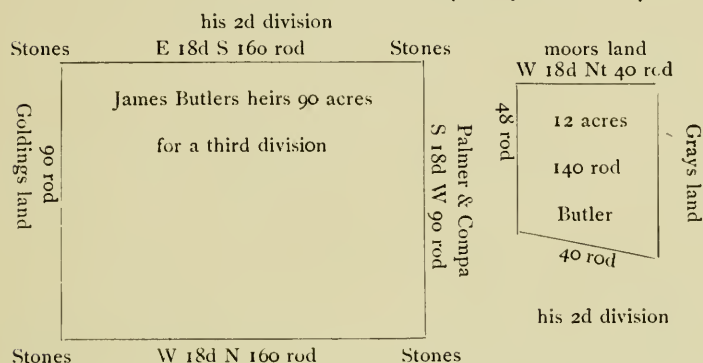 his 2d division
Stones E 18d S 160 rod Stones
James Butlers heirs 90 acres
for a third division
Goldings land
90 rod
S 18d W 90 rod
Palmer & Compa
Stones W 18d N 160 rod Stones
moors land
W 18d Nt 40 rod
48 rod
12 acres
140 rod
Butler
Grays land
40 rod
his 2d division